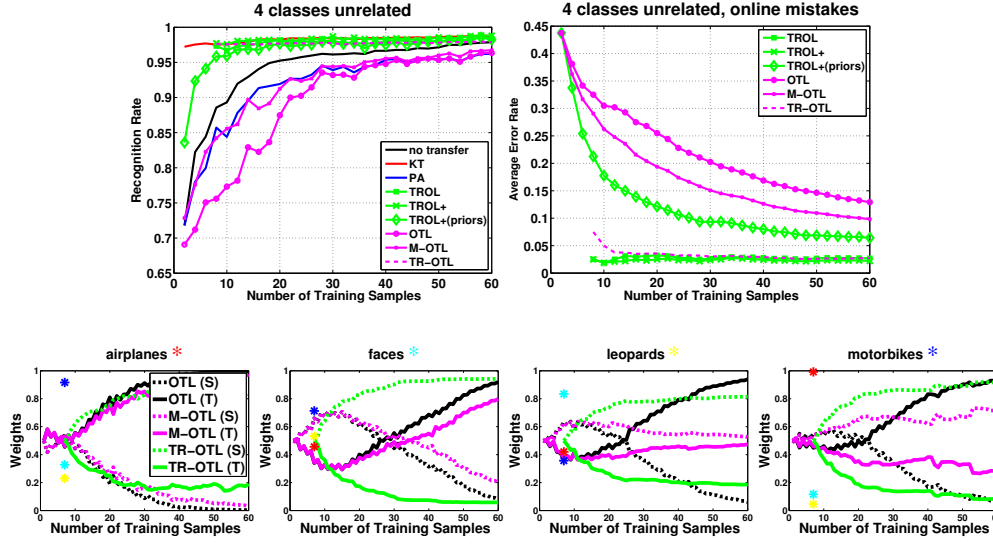 4 classes unrelated
Recognition Rate
1
0.95
0.9
0.85
0.8
0.75
0.7
0.65
0
10
20
30
40
50
60
Number of Training Samples
no transfer
KT
PA
TROL
TROL+
TROL+(priors)
OTL
M−OTL
TR−OTL
4 classes unrelated, online mistakes
Average Error Rate
0.45
0.4
0.35
0.3
0.25
0.2
0.15
0.1
0.05
0
0
10
20
30
40
50
60
Number of Training Samples
TROL
TROL+
TROL+(priors)
OTL
M−OTL
TR−OTL
airplanes *
Weights
1
0.8
0.6
0.4
0.2
0
0
10
20
30
40
50
60
Number of Training Samples
OTL (S)
OTL (T)
M−OTL (S)
M−OTL (T)
TR−OTL (S)
TR−OTL (T)
faces *
Weights
1
0.8
0.6
0.4
0.2
0
0
10
20
30
40
50
60
Number of Training Samples
leopards *
Weights
1
0.8
0.6
0.4
0.2
0
0
10
20
30
40
50
60
Number of Training Samples
motorbikes *
Weights
1
0.8
0.6
0.4
0.2
0
0
10
20
30
40
50
60
Number of Training Samples